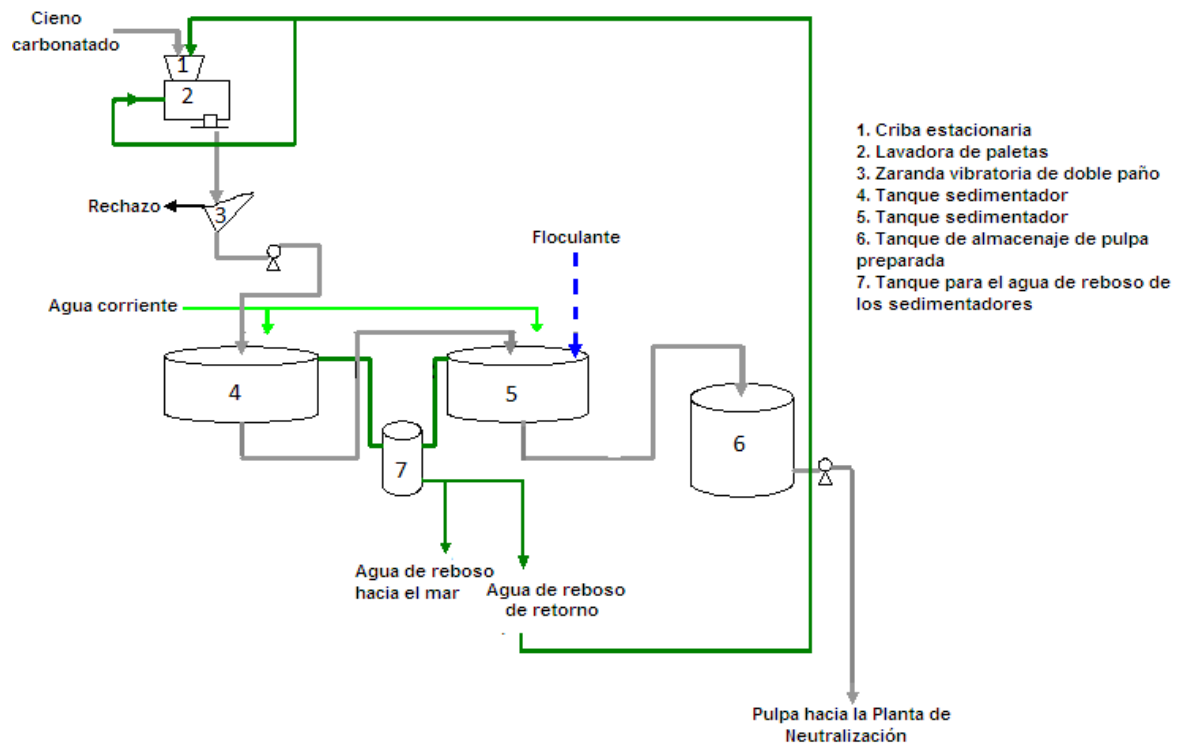 Cieno
carbonatado
1
2
Rechazo
3
Floculante
Agua corriente
4
5
6
7
Agua de reboso
hacia el mar
Agua de reboso
de retorno
Pulpa hacia la Planta de
Neutralización
1. Criba estacionaria
2. Lavadora de paletas
3. Zaranda vibratoria de doble paño
4. Tanque sedimentador
5. Tanque sedimentador
6. Tanque de almacenaje de pulpa
preparada
7. Tanque para el agua de reboso de
los sedimentadores